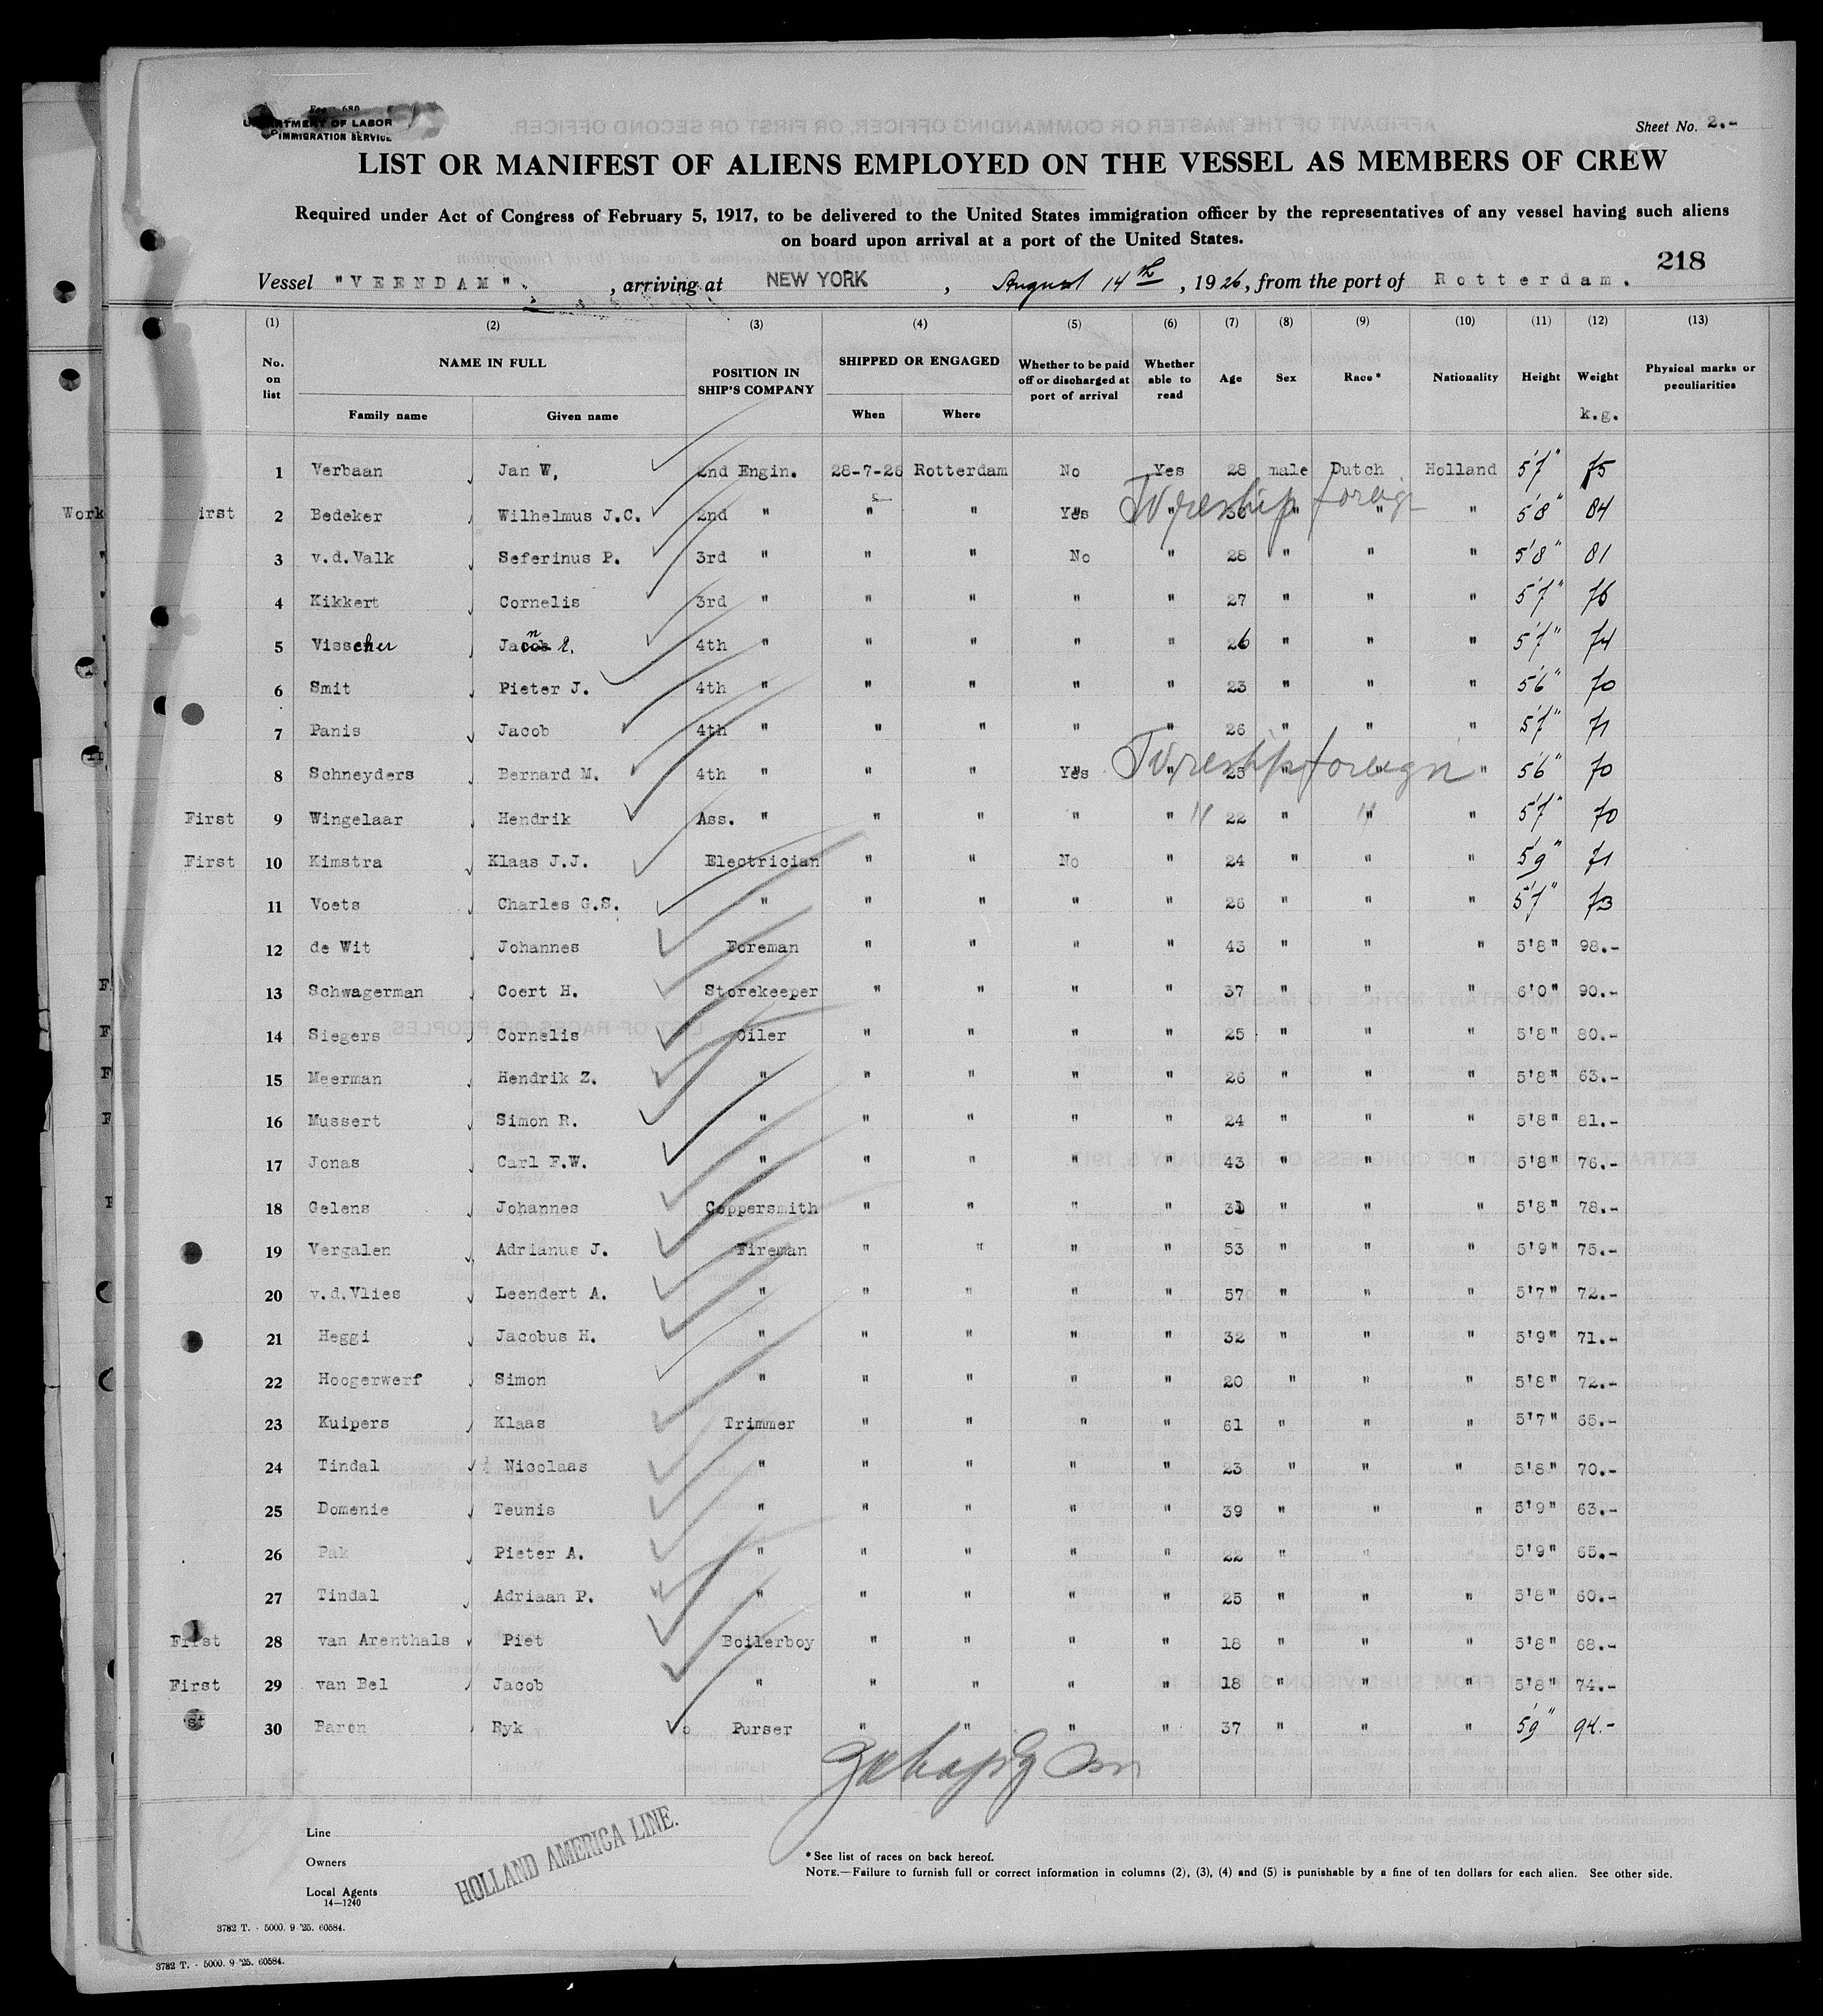 Form 680
DEPARTMENT OF LABOR
IMMIGRATION SERVICE
Sheet No. 2.-
LIST OR MANIFEST OF ALIENS EMPLOYED ON THE VESSEL AS MEMBERS OF CREW
Required under Act of Congress of February 5, 1917, to be delivered to the United States immigration officer by the representatives of any vessel having such aliens
on board upon arrival at a port of the United States.
218
Vessel "VEENDAM", arriving at NEW YORK, August 14th, 1926, from the port of Rotterdam.
(1) (2) (3) (4) (5) (6) (7) (8) (9) (10) (11) (12) (13)
No. on list NAME IN FULL Family name Given name POSITION IN SHIP'S COMPANY SHIPPED OR ENGAGED When Where Whether to be paid off or discharged at port of arrival Whether able to read Age Sex Race* Nationality Height Weight k.g. Physical marks or peculiarities
1 Verbaan Jan W. 2nd Engin. 28-7-26 Rotterdam No Yes 28 male Dutch Holland 5'7" 75
Work First 2 Bedeker Wilhelmus J.C. 2nd " " " Yes " " " " 5'8" 84
3 v.d.Valk Seferinus P. 3rd " " " No " 28 " " " 5'8" 81
4 Kikkert Cornelis 3rd " " " " " 27 " " " 5'7" 76
5 Visscher Jan 4th " " " " " 26 " " " 5'7" 74
6 Smit Pieter J. 4th " " " " " 23 " " " 5'6" 70
7 Panis Jacob 4th " " " " " 26 " " " 5'7" 71
8 Schneyders Bernard M. 4th " " " Yes " 25 " " " 5'6" 70
First 9 Wingelaar Hendrik Ass. " " " " " 22 " " " 5'7" 70
First 10 Kimstra Klaas J.J. Electrician " " No " 24 " " " 5'9" 71
11 Voets Charles G.S. " " " " " 26 " " " 5'7" 73
12 de Wit Johannes Foreman " " " " 43 " " " 5'8" 98.-
13 Schwagerman Coert H. Storekeeper " " " " 37 " " " 6'0" 90.-
14 Siegers Cornelis Oiler " " " " 25 " " " 5'8" 80.-
15 Meerman Hendrik Z. " " " " " 26 " " " 5'8" 63.-
16 Mussert Simon R. " " " " " 24 " " " 5'8" 81.-
17 Jonas Carl F.W. " " " " " 43 " " " 5'8" 76.-
18 Gelens Johannes Coppersmith " " " " 31 " " " 5'8" 78.-
19 Vergalen Adrianus J. Fireman " " " " 53 " " " 5'9" 75.-
20 v.d.Vlies Leendert A. " " " " " 57 " " " 5'7" 72.-
21 Heggi Jacobus H. " " " " " 32 " " " 5'9" 71.-
22 Hoogerwerf Simon " " " " " 20 " " " 5'8" 72.-
23 Kuipers Klaas Trimmer " " " " 61 " " " 5'7" 65.-
24 Tindal Nicolaas " " " " " 23 " " " 5'8" 70.-
25 Domenie Teunis " " " " " 39 " " " 5'9" 63.-
26 Pak Pieter A. " " " " " 22 " " " 5'9" 65.-
27 Tindal Adriaan P. " " " " " 25 " " " 5'8" 60.-
First 28 van Arenthals Piet Boilerboy " " " " 18 " " " 5'8" 68.-
First 29 van Bel Jacob " " " " " 18 " " " 5'8" 74.-
30 Baron Ryk Purser " " " " 37 " " " 5'9" 94.-
Line
Owners
Local Agents
14—1240
HOLLAND AMERICA LINE.
*See list of races on back hereof.
NOTE.—Failure to furnish full or correct information in columns (2), (3), (4) and (5) is punishable by a fine of ten dollars for each alien. See other side.
3782 T. - 5000. 9-'25. 60584.
3782 T. - 5000. 9-'25. 60584.